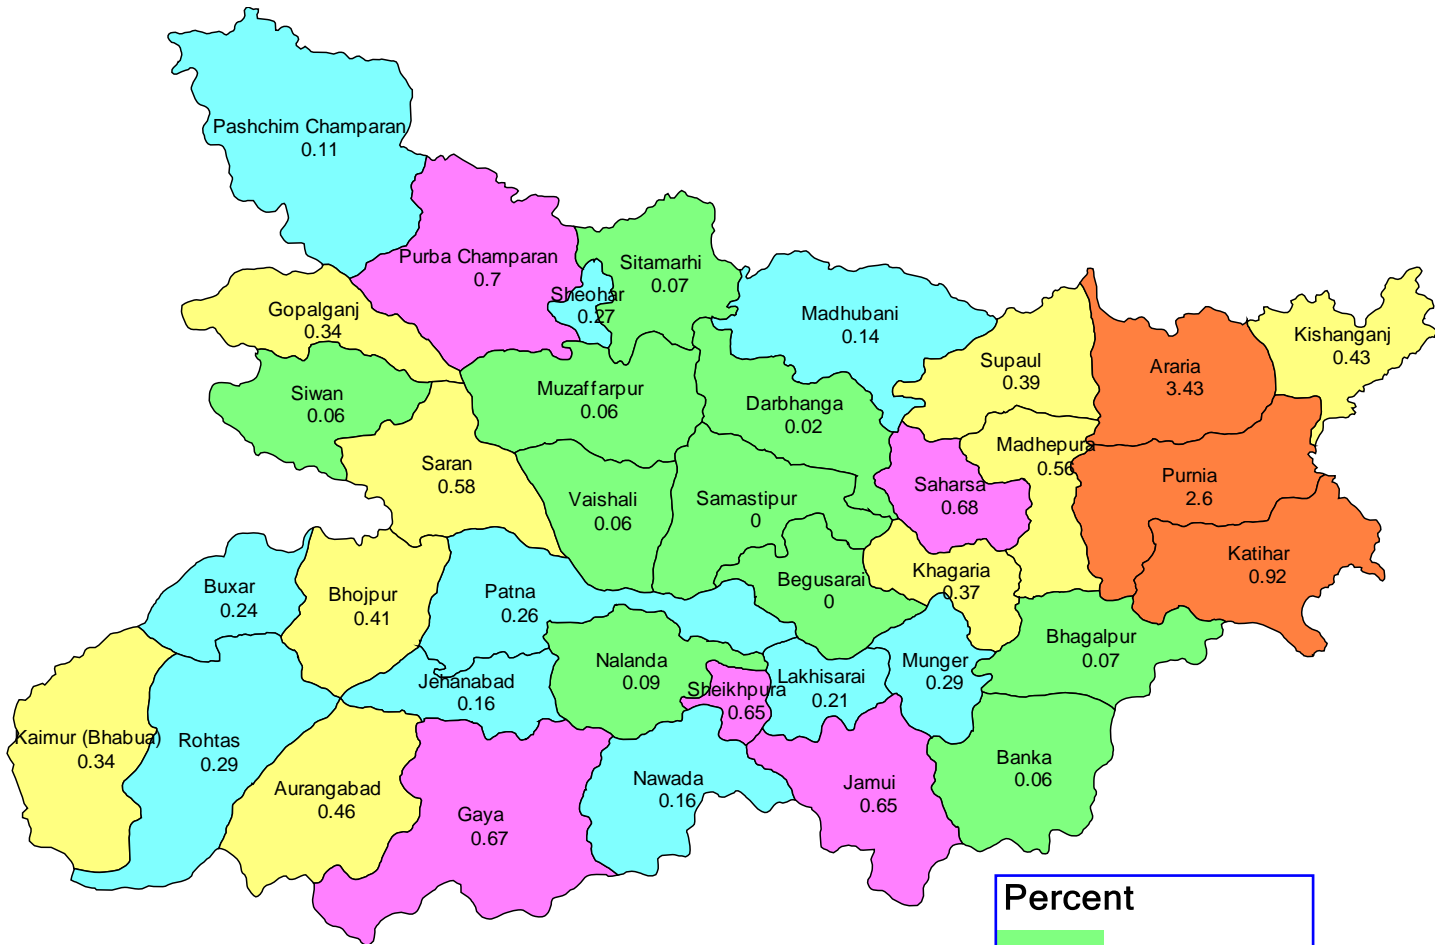 Pashchim Champaran
0.11
Purba Champaran
0.7
Sitamarhi
0.07
Sheohar
0.27
Gopalganj
0.34
Madhubani
0.14
Kishanganj
0.43
Supaul
0.39
Araria
3.43
Siwan
0.06
Muzaffarpur
0.06
Darbhanga
0.02
Madhepura
0.56
Saran
0.58
Vaishali
0.06
Samastipur
0
Saharsa
0.68
Purnia
2.6
Katihar
0.92
Buxar
0.24
Bhojpur
0.41
Patna
0.26
Begusarai
0
Khagaria
0.37
Bhagalpur
0.07
Jehanabad
0.16
Nalanda
0.09
Sheikhpura
0.65
Lakhisarai
0.21
Munger
0.29
Kaimur (Bhabua)
0.34
Rohtas
0.29
Aurangabad
0.46
Gaya
0.67
Nawada
0.16
Jamui
0.65
Banka
0.06
Percent